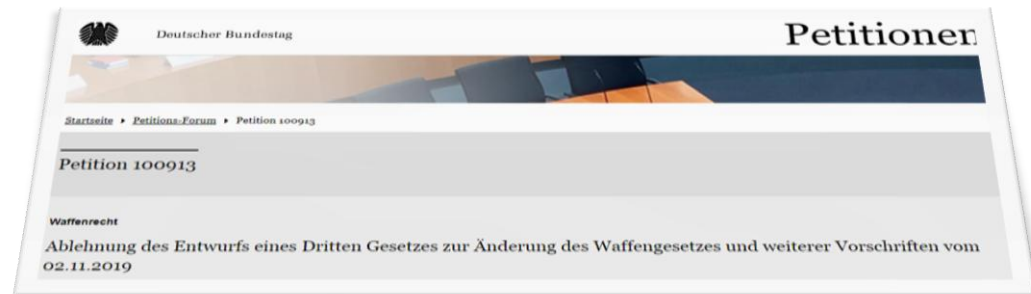 Deutscher Bundestag
Petitionen
Startseite ▸ Petitions-Forum ▸ Petition 100913
Petition 100913
Waffenrecht
Ablehnung des Entwurfs eines Dritten Gesetzes zur Änderung des Waffengesetzes und weiterer Vorschriften vom
02.11.2019